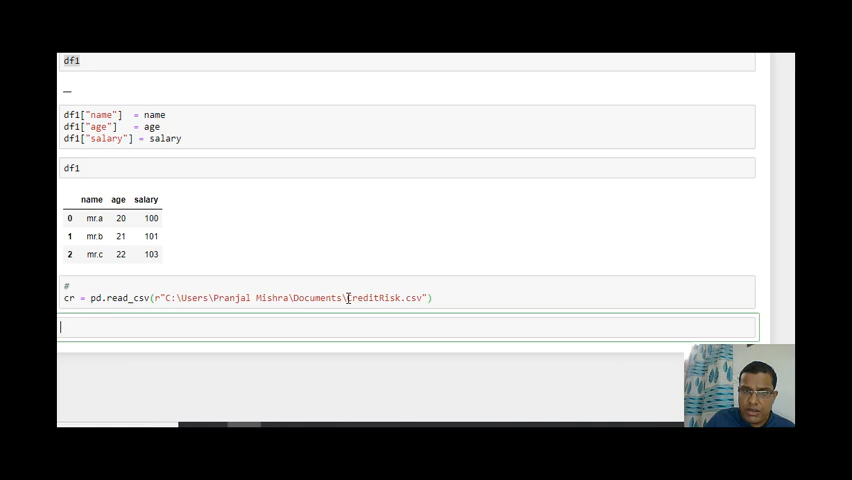 df1
df1["name"] = name
df1["age"] = age
df1["salary"] = salary
df1
name age salary
0 mr.a 20 100
1 mr.b 21 101
2 mr.c 22 103
#
cr = pd.read_csv(r"C:\Users\Pranjal Mishra\Documents\CreditRisk.csv")